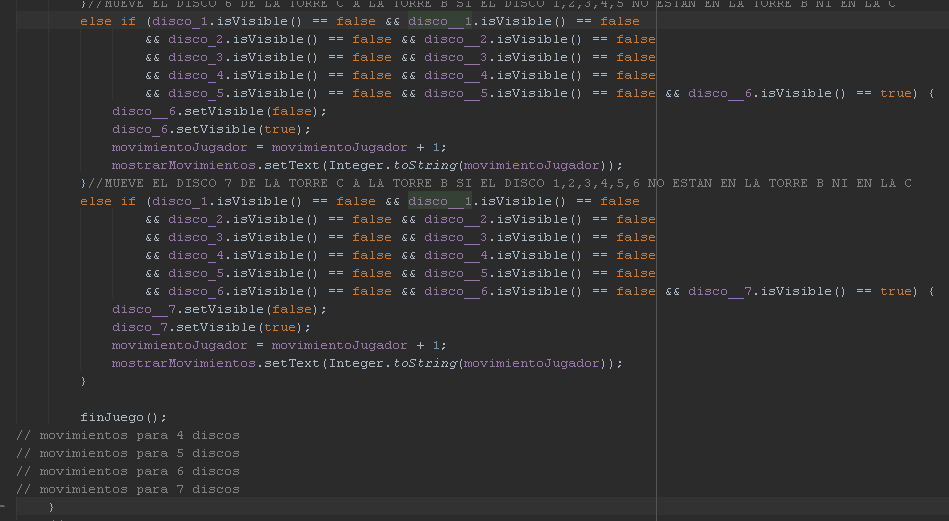 }//MUEVE EL DISCO 6 DE LA TORRE C A LA TORRE B SI EL DISCO 1,2,3,4,5 NO ESTAN EN LA TORRE B NI EN LA C
else if (disco_1.isVisible() == false && disco__1.isVisible() == false
&& disco_2.isVisible() == false && disco__2.isVisible() == false
&& disco_3.isVisible() == false && disco__3.isVisible() == false
&& disco_4.isVisible() == false && disco__4.isVisible() == false
&& disco_5.isVisible() == false && disco__5.isVisible() == false && disco__6.isVisible() == true) {
disco__6.setVisible(false);
disco_6.setVisible(true);
movimientoJugador = movimientoJugador + 1;
mostrarMovimientos.setText(Integer.toString(movimientoJugador));
}//MUEVE EL DISCO 7 DE LA TORRE C A LA TORRE B SI EL DISCO 1,2,3,4,5,6 NO ESTAN EN LA TORRE B NI EN LA C
else if (disco_1.isVisible() == false && disco__1.isVisible() == false
&& disco_2.isVisible() == false && disco__2.isVisible() == false
&& disco_3.isVisible() == false && disco__3.isVisible() == false
&& disco_4.isVisible() == false && disco__4.isVisible() == false
&& disco_5.isVisible() == false && disco__5.isVisible() == false
&& disco_6.isVisible() == false && disco__6.isVisible() == false && disco__7.isVisible() == true) {
disco__7.setVisible(false);
disco_7.setVisible(true);
movimientoJugador = movimientoJugador + 1;
mostrarMovimientos.setText(Integer.toString(movimientoJugador));
}
finJuego();
// movimientos para 4 discos
// movimientos para 5 discos
// movimientos para 6 discos
// movimientos para 7 discos
}